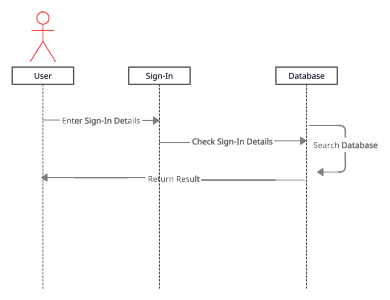 User
Sign-In
Database
Enter Sign-In Details
Check Sign-In Details
Search Database
Return Result